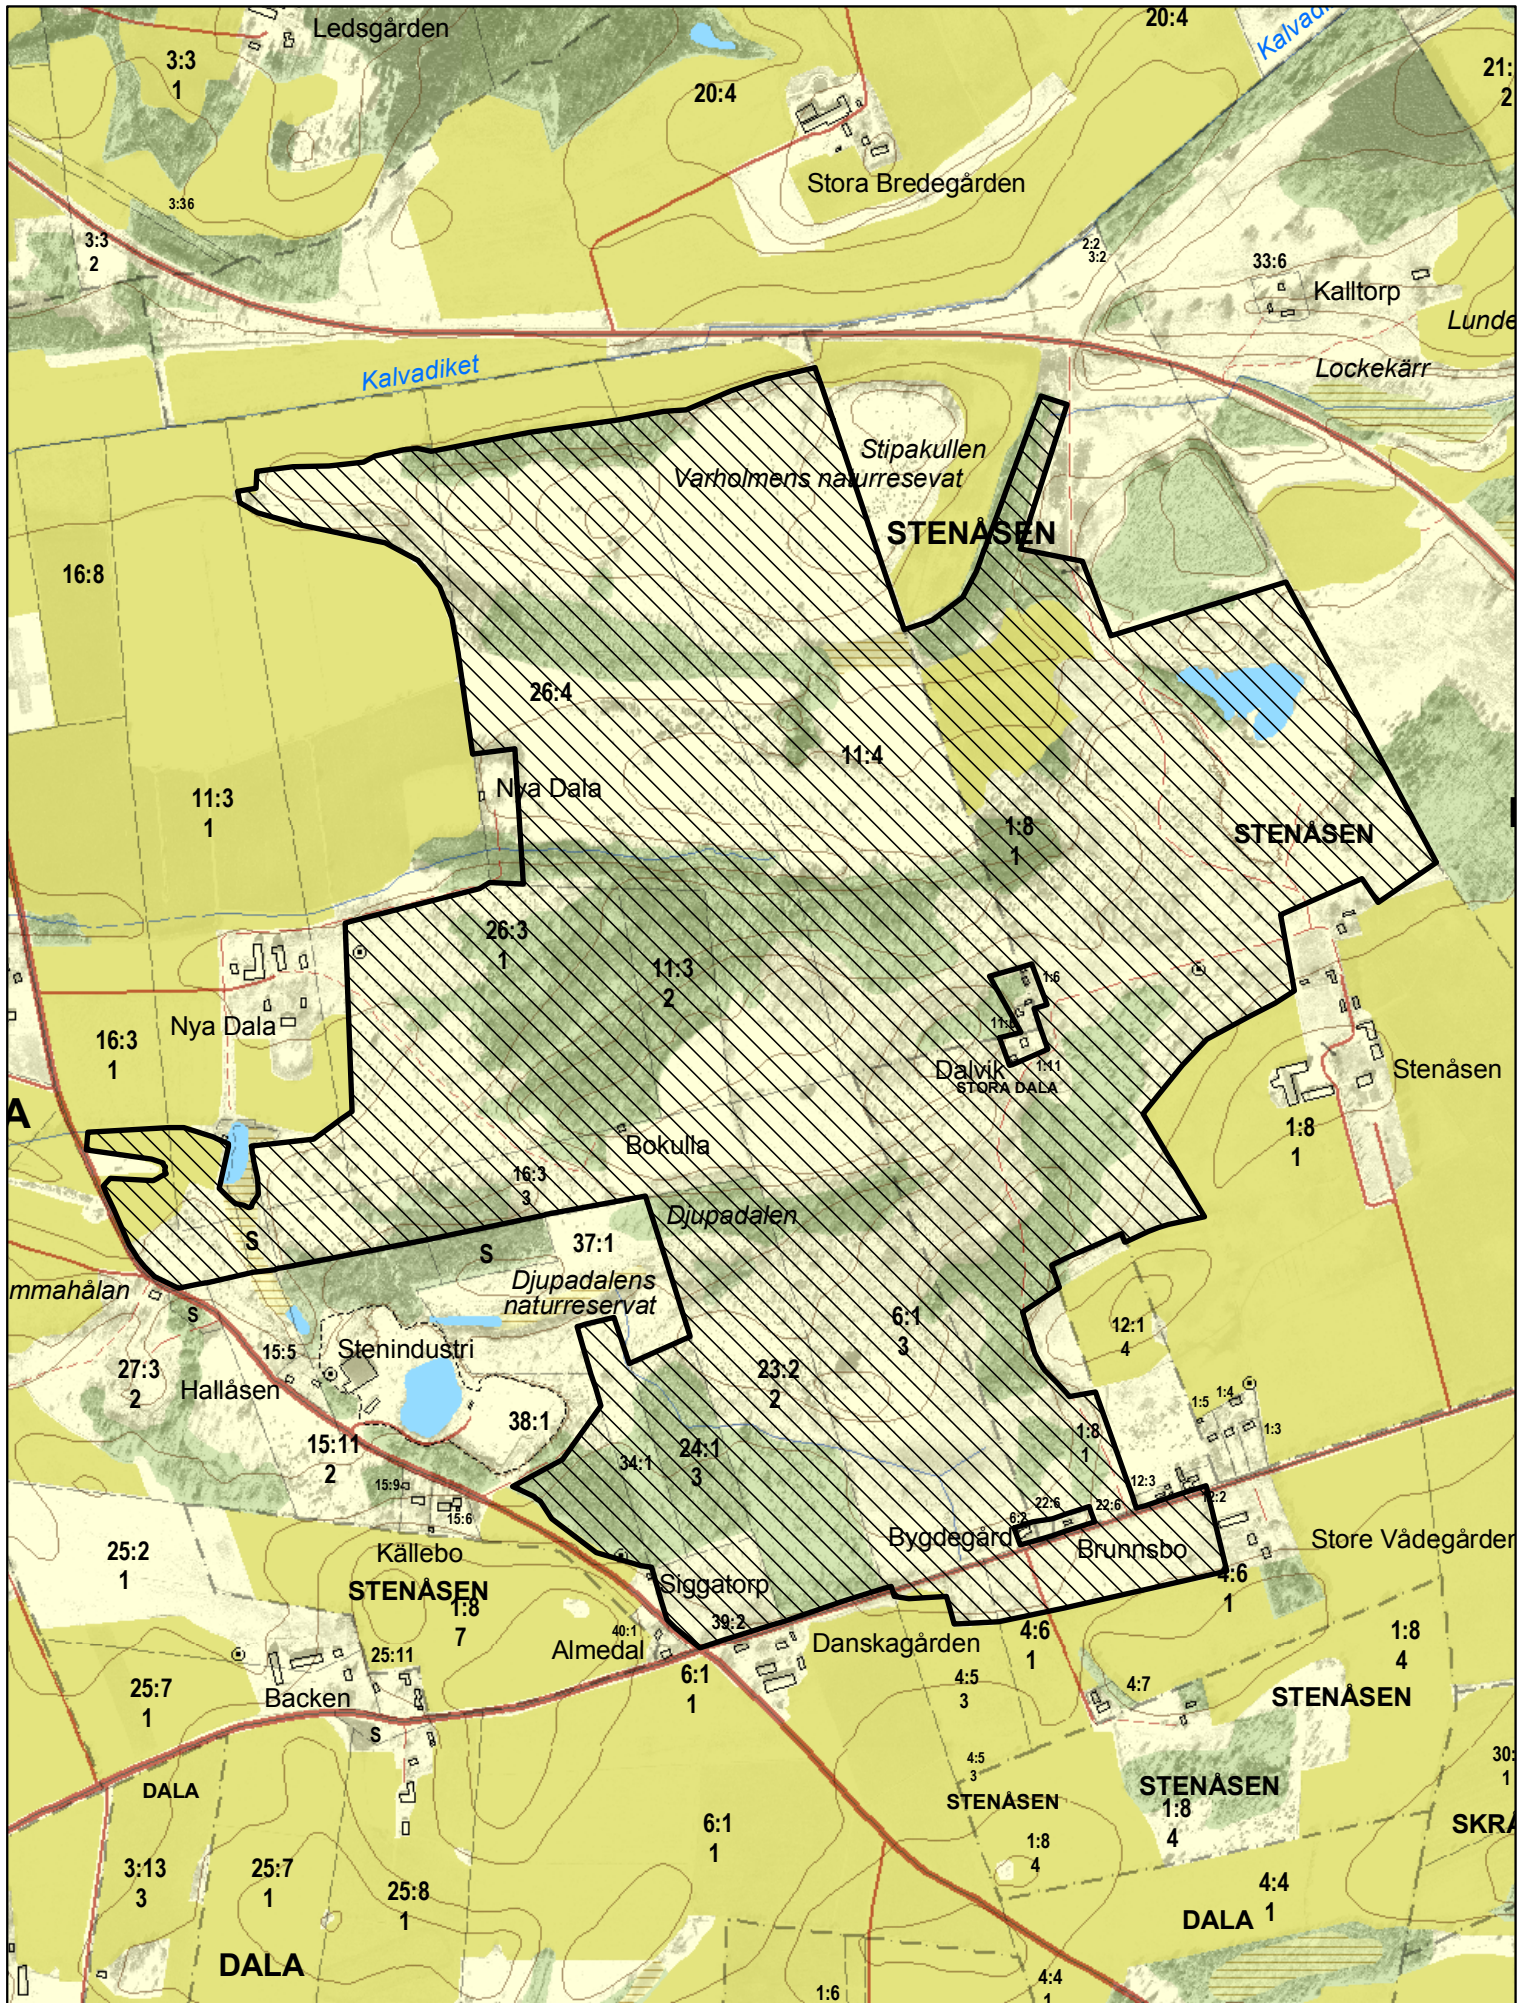 Ledsgården
3:3
1
20:4
20:4
21:
2
Stora Bredegården
3:36
3:3
2
2:2
3:2
33:6
Kalltorp
Lunde
Lockekärr
Kalvadiket
Stipakullen
Varholmens naturresevat
STENÅSEN
16:8
26:4
11:4
Nya Dala
11:3
1
1:8
1
STENÅSEN
26:3
1
11:3
2
1:6
Nya Dala
16:3
1
Dalvik
1:11
STORA DALA
Stenåsen
A
1:8
1
Bokulla
16:3
3
Djupadalen
S
S
37:1
Djupadalens
naturreservat
mmahålan
S
6:1
3
12:1
4
15:5
Stenindustri
27:3
2
Hallåsen
23:2
2
1:5
1:4
1:3
38:1
15:11
2
24:1
3
34:1
1:8
1
15:9
15:6
12:3
12:2
22:6
22:6
6:2
Bygdegård
Brunnsbo
Store Vådegården
25:2
1
Källebo
STENÅSEN
1:8
7
Siggatorp
4:6
1
39:2
40:1
Almedal
Danskagården
4:6
1
1:8
4
25:11
25:7
1
Backen
6:1
1
4:5
3
4:7
STENÅSEN
S
4:5
3
30:
1
DALA
STENÅSEN
STENÅSEN
1:8
4
SKRÅ
6:1
1
1:8
4
3:13
3
25:7
1
25:8
1
4:4
1
DALA
DALA
4:4
1
1:6